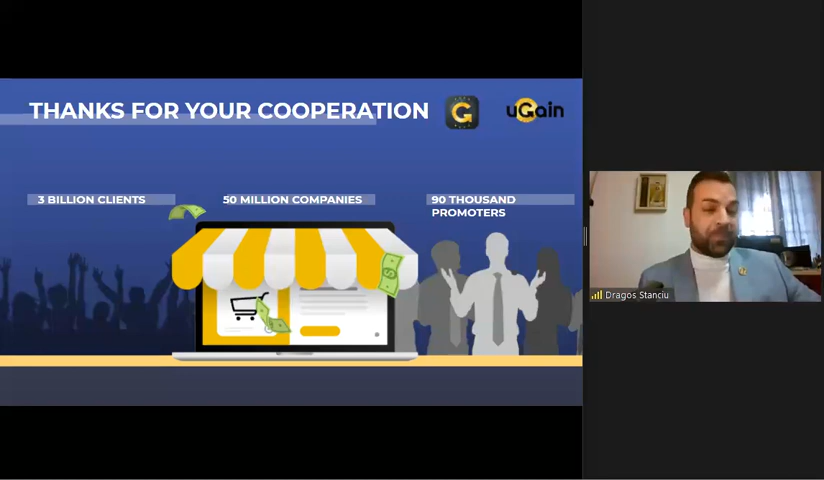 THANKS FOR YOUR COOPERATION
G
uGain
3 BILLION CLIENTS
50 MILLION COMPANIES
90 THOUSAND
PROMOTERS
$
Dragos Stanciu